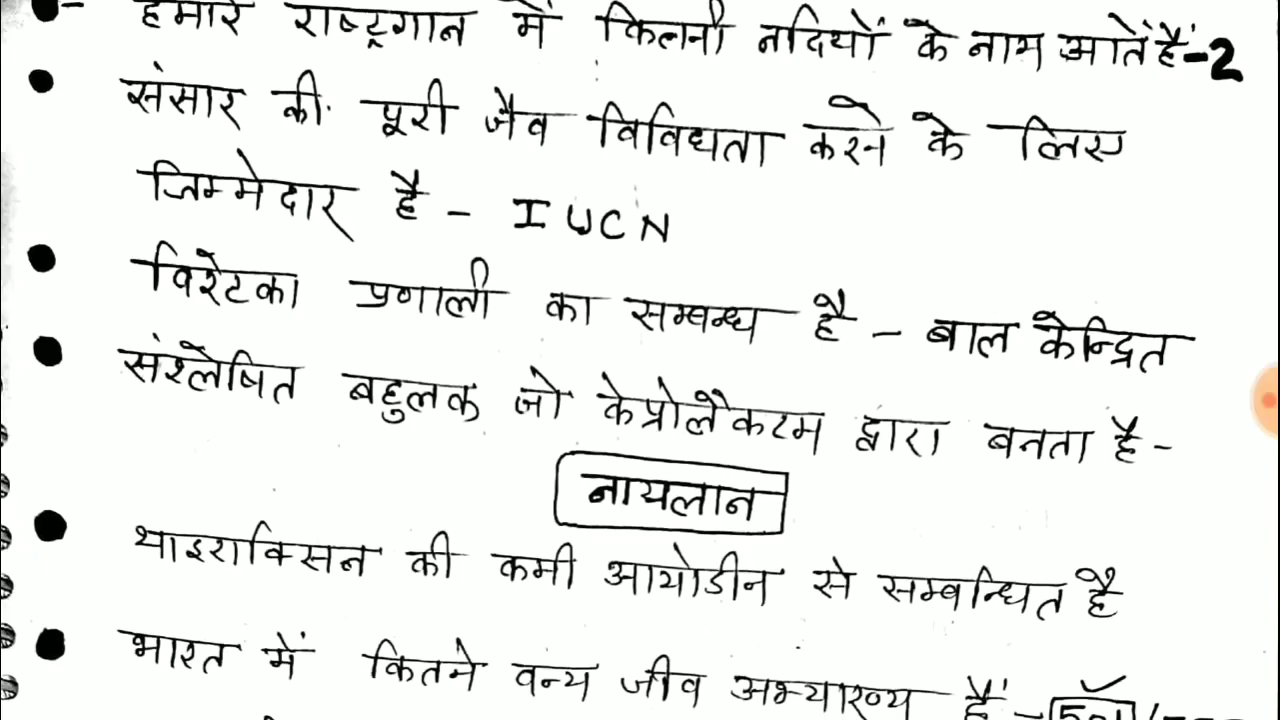 - हमारे राष्ट्रगान में कितनी नदियों के नाम आतें हैं-2
संसार की पूरी जैव विविधता करने के लिए
जिम्मेदार है - IUCN
विरेटका प्रणाली का सम्बन्ध है - बाल केन्द्रित
संश्लेषित बहुलक जो केप्रोलैकटम द्वारा बनता है -
नायलान
थाइराक्सिन की कमी आयोडीन से सम्बन्धित है
भारत में कितने वन्य जीव अभ्यारण्य हैं -